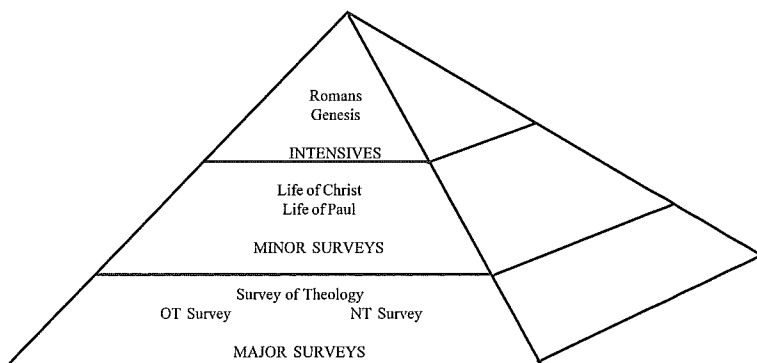 Romans
Genesis
INTENSIVES
Life of Christ
Life of Paul
MINOR SURVEYS
Survey of Theology
OT Survey NT Survey
MAJOR SURVEYS